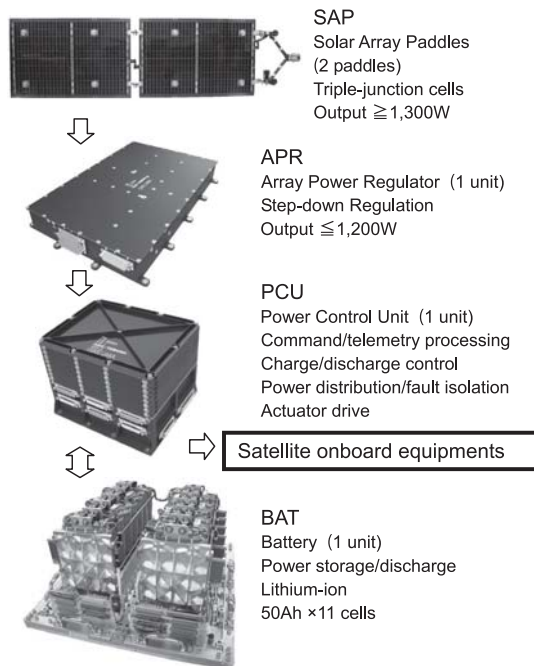 SAP
Solar Array Paddles
(2 paddles)
Triple-junction cells
Output ≧1,300W
APR
Array Power Regulator (1 unit)
Step-down Regulation
Output ≦1,200W
PCU
Power Control Unit (1 unit)
Command/telemetry processing
Charge/discharge control
Power distribution/fault isolation
Actuator drive
Satellite onboard equipments
BAT
Battery (1 unit)
Power storage/discharge
Lithium-ion
50Ah ×11 cells